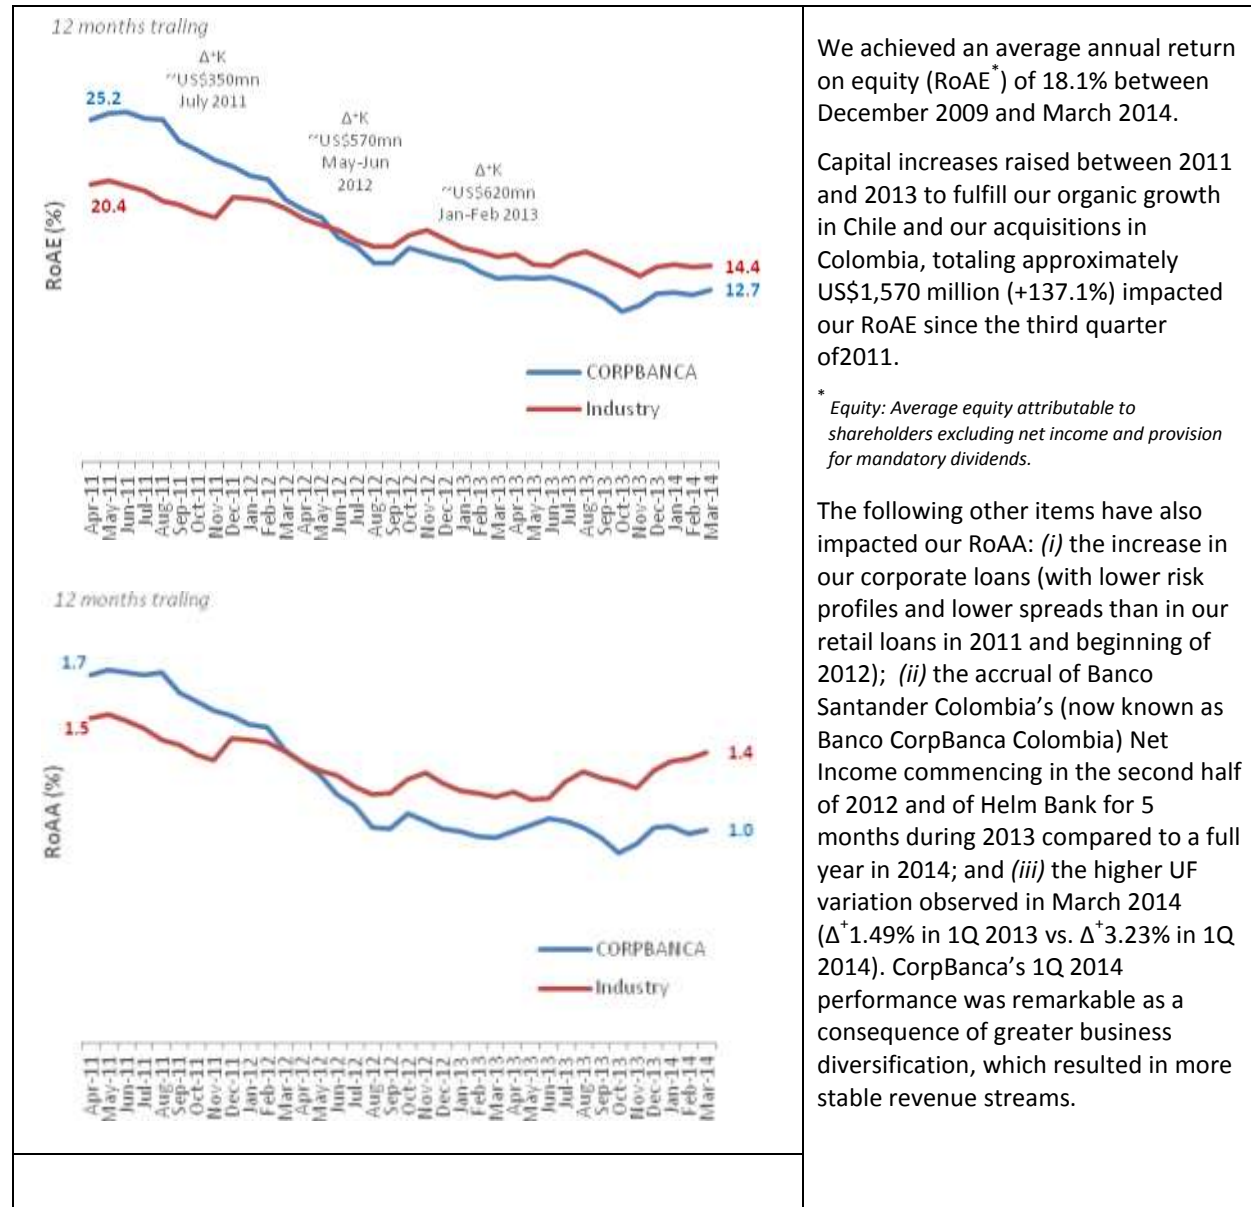 12 months traling
Δ⁺K
~US$350mn
July 2011
25.2
Δ⁺K
~US$570mn
May-Jun
2012
Δ⁺K
~US$620mn
Jan-Feb 2013
20.4
RoAE (%)
14.4
12.7
CORPBANCA
Industry
Apr-11
May-11
Jun-11
Jul-11
Aug-11
Sep-11
Oct-11
Nov-11
Dec-11
Jan-12
Feb-12
Mar-12
Apr-12
May-12
Jun-12
Jul-12
Aug-12
Sep-12
Oct-12
Nov-12
Dec-12
Jan-13
Feb-13
Mar-13
Apr-13
May-13
Jun-13
Jul-13
Aug-13
Sep-13
Oct-13
Nov-13
Dec-13
Jan-14
Feb-14
Mar-14
12 months traling
1.7
1.5
RoAA (%)
1.4
1.0
CORPBANCA
Industry
Apr-11
May-11
Jun-11
Jul-11
Aug-11
Sep-11
Oct-11
Nov-11
Dec-11
Jan-12
Feb-12
Mar-12
Apr-12
May-12
Jun-12
Jul-12
Aug-12
Sep-12
Oct-12
Nov-12
Dec-12
Jan-13
Feb-13
Mar-13
Apr-13
May-13
Jun-13
Jul-13
Aug-13
Sep-13
Oct-13
Nov-13
Dec-13
Jan-14
Feb-14
Mar-14
We achieved an average annual return
on equity (RoAE*) of 18.1% between
December 2009 and March 2014.
Capital increases raised between 2011
and 2013 to fulfill our organic growth
in Chile and our acquisitions in
Colombia, totaling approximately
US$1,570 million (+137.1%) impacted
our RoAE since the third quarter
of2011.
* Equity: Average equity attributable to
shareholders excluding net income and provision
for mandatory dividends.
The following other items have also
impacted our RoAA: (i) the increase in
our corporate loans (with lower risk
profiles and lower spreads than in our
retail loans in 2011 and beginning of
2012); (ii) the accrual of Banco
Santander Colombia's (now known as
Banco CorpBanca Colombia) Net
Income commencing in the second half
of 2012 and of Helm Bank for 5
months during 2013 compared to a full
year in 2014; and (iii) the higher UF
variation observed in March 2014
(Δ⁺1.49% in 1Q 2013 vs. Δ⁺3.23% in 1Q
2014). CorpBanca's 1Q 2014
performance was remarkable as a
consequence of greater business
diversification, which resulted in more
stable revenue streams.